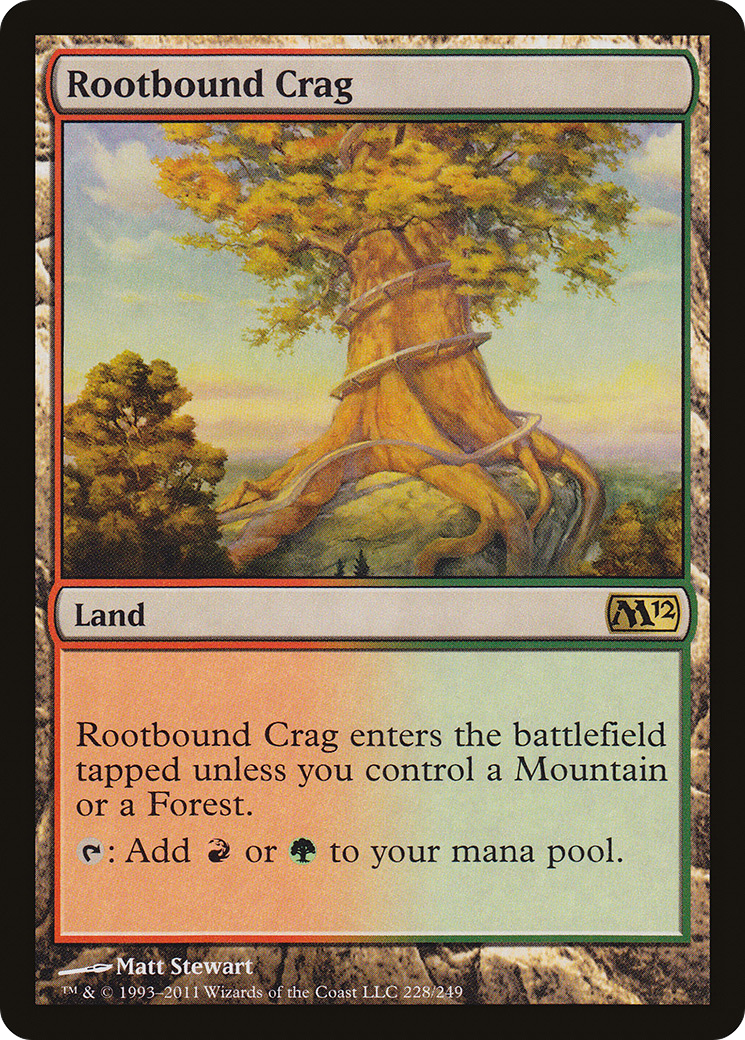 Rootbound Crag
Land
M12
Rootbound Crag enters the battlefield
tapped unless you control a Mountain
or a Forest.
: Add or to your mana pool.
Matt Stewart
™ & © 1993–2011 Wizards of the Coast LLC 228/249